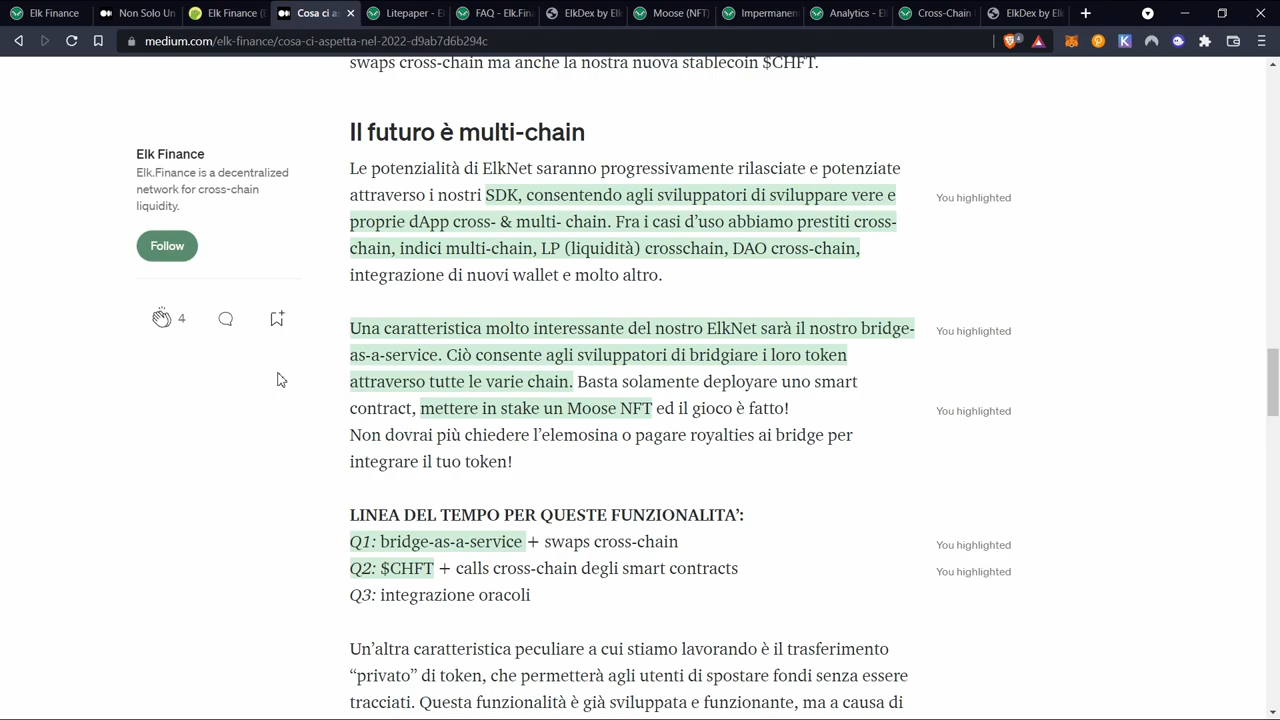 Elk Finance
Non Solo Un
Elk Finance (
Cosa ci as
Litepaper - E
FAQ - Elk.Fina
ElkDex by Elk
Moose (NFT)
Impermanen
Analytics - El
Cross-Chain
ElkDex by Elk
medium.com/elk-finance/cosa-ci-aspetta-nel-2022-d9ab7d6b294c
4
swaps cross-chain ma anche la nostra nuova stablecoin $CHFT.
Il futuro è multi-chain
Elk Finance
Elk.Finance is a decentralized
network for cross-chain
liquidity.
Follow
4
Le potenzialità di ElkNet saranno progressivamente rilasciate e potenziate
attraverso i nostri SDK, consentendo agli sviluppatori di sviluppare vere e
You highlighted
proprie dApp cross- & multi- chain. Fra i casi d’uso abbiamo prestiti cross-
chain, indici multi-chain, LP (liquidità) crosschain, DAO cross-chain,
integrazione di nuovi wallet e molto altro.
Una caratteristica molto interessante del nostro ElkNet sarà il nostro bridge-
You highlighted
as-a-service. Ciò consente agli sviluppatori di bridgiare i loro token
attraverso tutte le varie chain. Basta solamente deployare uno smart
contract, mettere in stake un Moose NFT ed il gioco è fatto!
You highlighted
Non dovrai più chiedere l’elemosina o pagare royalties ai bridge per
integrare il tuo token!
LINEA DEL TEMPO PER QUESTE FUNZIONALITA’:
Q1: bridge-as-a-service + swaps cross-chain
You highlighted
Q2: $CHFT + calls cross-chain degli smart contracts
You highlighted
Q3: integrazione oracoli
Un’altra caratteristica peculiare a cui stiamo lavorando è il trasferimento
“privato” di token, che permetterà agli utenti di spostare fondi senza essere
tracciati. Questa funzionalità è già sviluppata e funzionante, ma a causa di